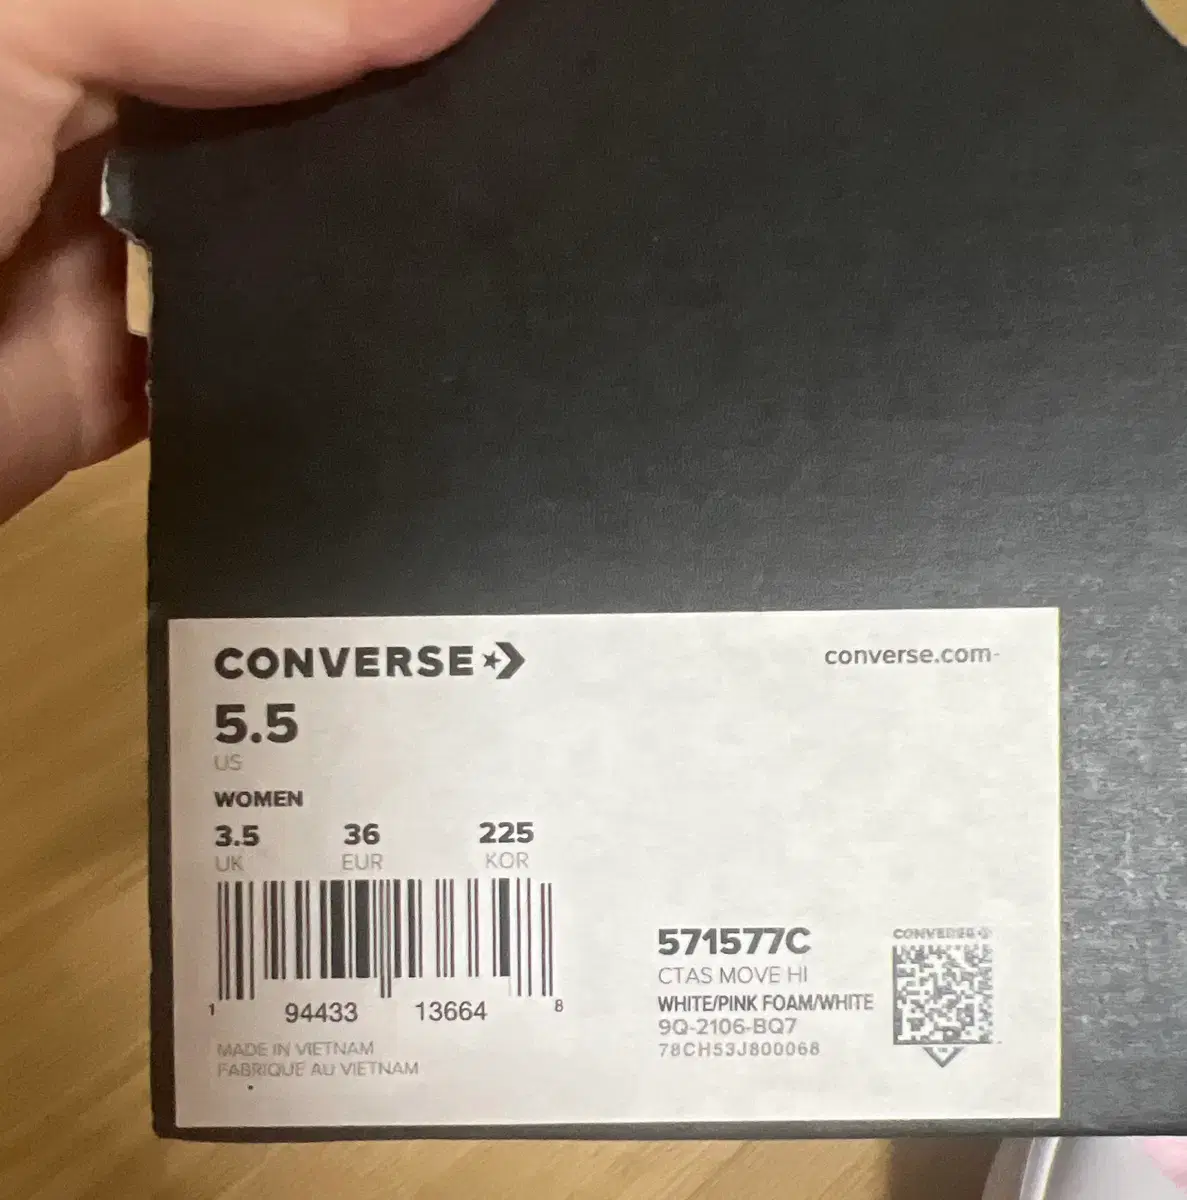 CONVERSE
converse.com
5.5
US
WOMEN
3.5 36 225
UK EUR KOR
1 94433 13664 8
571577C
CTAS MOVE HI
WHITE/PINK FOAM/WHITE
9Q-2106-BQ7
78CH53J800068
CONVERSE
MADE IN VIETNAM
FABRIQUE AU VIETNAM